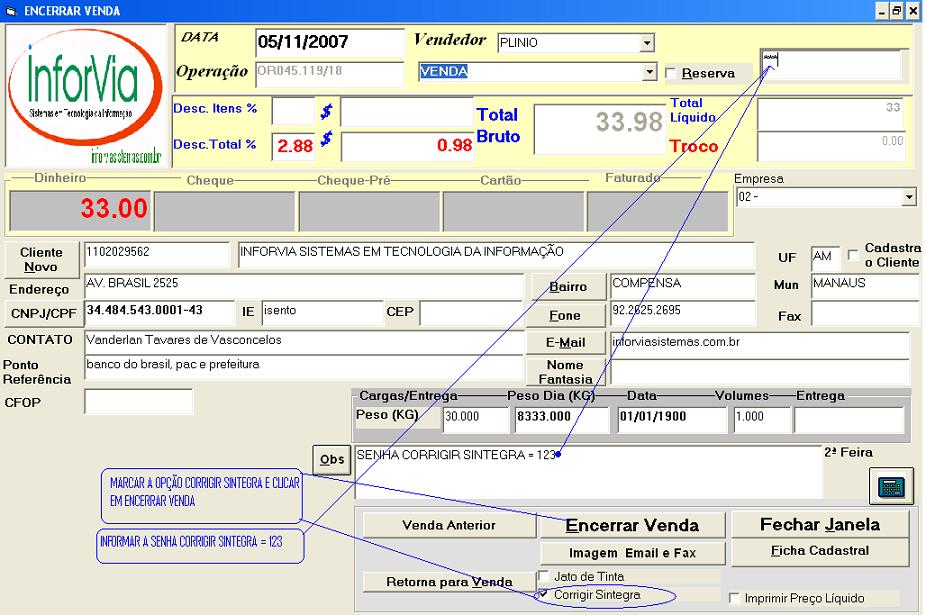 ENCERRAR VENDA
InforVia
Sistemas em Tecnologia da Informação
inforviasistemas.com.br
DATA 05/11/2007 Vendedor PLINIO
Operação OR045.119/18 VENDA Reserva ***
Desc. Itens % $ Total Bruto 33.98 Total Líquido 33
Desc.Total % 2.88 $ 0.98 Troco 0.00
Dinheiro Cheque Cheque-Pré Cartão Faturado Empresa
33.00 02 -
Cliente Novo 1102029562 INFORVIA SISTEMAS EM TECNOLOGIA DA INFORMAÇÃO UF AM Cadastra o Cliente
Endereço AV. BRASIL 2525 Bairro COMPENSA Mun MANAUS
CNPJ/CPF 34.484.543.0001-43 IE isento CEP Fone 92.2625.2695 Fax
CONTATO Vanderlan Tavares de Vasconcelos E-Mail inforviasistemas.com.br
Ponto Referência banco do brasil, pac e prefeitura Nome Fantasia
CFOP
Cargas/Entrega Peso Dia (KG) Data Volumes Entrega
Peso (KG) 30.000 8333.000 01/01/1900 1.000
Obs SENHA CORRIGIR SINTEGRA = 123 2ª Feira
MARCAR A OPÇÃO CORRIGIR SINTEGRA E CLICAR
EM ENCERRAR VENDA
INFORMAR A SENHA CORRIGIR SINTEGRA = 123
Venda Anterior Encerrar Venda Fechar Janela
Imagem Email e Fax Ficha Cadastral
Retorna para Venda Jato de Tinta
Corrigir Sintegra Imprimir Preço Líquido